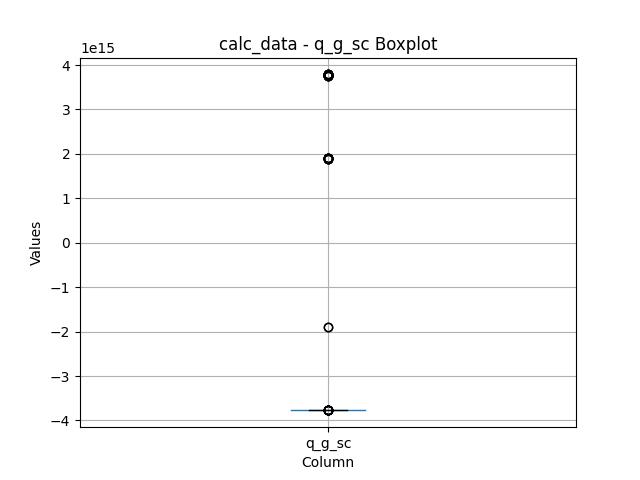 calc_data - q_g_sc Boxplot
1e15
4
3
2
1
0
−1
−2
−3
−4
Values
q_g_sc
Column